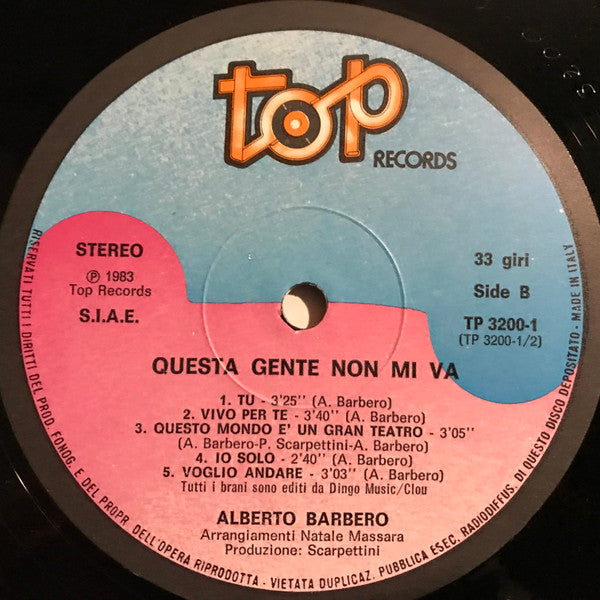 top
RECORDS
STEREO
℗ 1983
Top Records
S.I.A.E.
33 giri
Side B
TP 3200-1
(TP 3200-1/2)
QUESTA GENTE NON MI VA
1. TU - 3'25'' (A. Barbero)
2. VIVO PER TE - 3'40'' (A. Barbero)
3. QUESTO MONDO E' UN GRAN TEATRO - 3'05''
(A. Barbero-P. Scarpettini-A. Barbero)
4. IO SOLO - 2'40'' (A. Barbero)
5. VOGLIO ANDARE - 3'03'' (A. Barbero)
Tutti i brani sono editi da Dingo Music/Clou
ALBERTO BARBERO
Arrangiamenti Natale Massara
Produzione: Scarpettini
RISERVATI TUTTI I DIRITTI DEL PROD. FONOG. E DEL PROPR. DELL'OPERA RIPRODOTTA - VIETATA DUPLICAZ. PUBBLICA ESEC. RADIODIFFUS. DI QUESTO DISCO DEPOSITATO - MADE IN ITALY